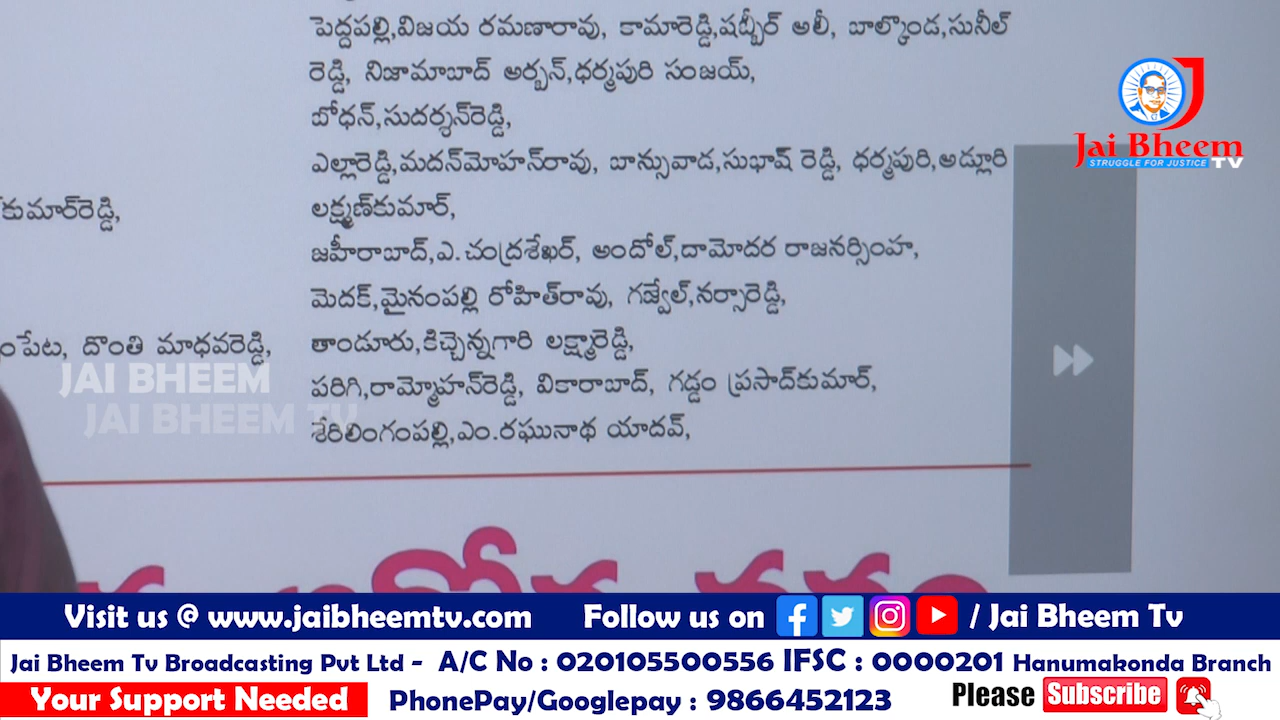 పెద్దపల్లి,విజయ రమణారావు, కామారెడ్డి,షబ్బీర్ అలీ, బాల్కొండ,సునీల్
రెడ్డి, నిజామాబాద్ అర్బన్,ధర్మపురి సంజయ్,
బోధన్,సుదర్శన్‌రెడ్డి,
ఎల్లారెడ్డి,మదన్‌మోహన్‌రావు, బాన్సువాడ,సుభాష్ రెడ్డి, ధర్మపురి,అడ్లూరి
లక్ష్మణ్‌కుమార్,
కుమార్‌రెడ్డి,
జహీరాబాద్,ఎ.చంద్రశేఖర్, అందోల్,దామోదర రాజనర్సింహ,
మెదక్,మైనంపల్లి రోహిత్‌రావు, గజ్వేల్,నర్సారెడ్డి,
దొంతి మాధవరెడ్డి,
తాండూరు,కిచ్చెన్నగారి లక్ష్మారెడ్డి,
పరిగి,రామ్మోహన్‌రెడ్డి, వికారాబాద్, గడ్డం ప్రసాద్‌కుమార్,
శేరిలింగంపల్లి,ఎం.రఘునాథ యాదవ్,
Jai Bheem
STRUGGLE FOR JUSTICE TV
JAI BHEEM
JAI BHEEM TV
Visit us @ www.jaibheemtv.com Follow us on / Jai Bheem Tv
Jai Bheem Tv Broadcasting Pvt Ltd - A/C No : 020105500556 IFSC : 0000201 Hanumakonda Branch
Your Support Needed PhonePay/Googlepay : 9866452123 Please Subscribe